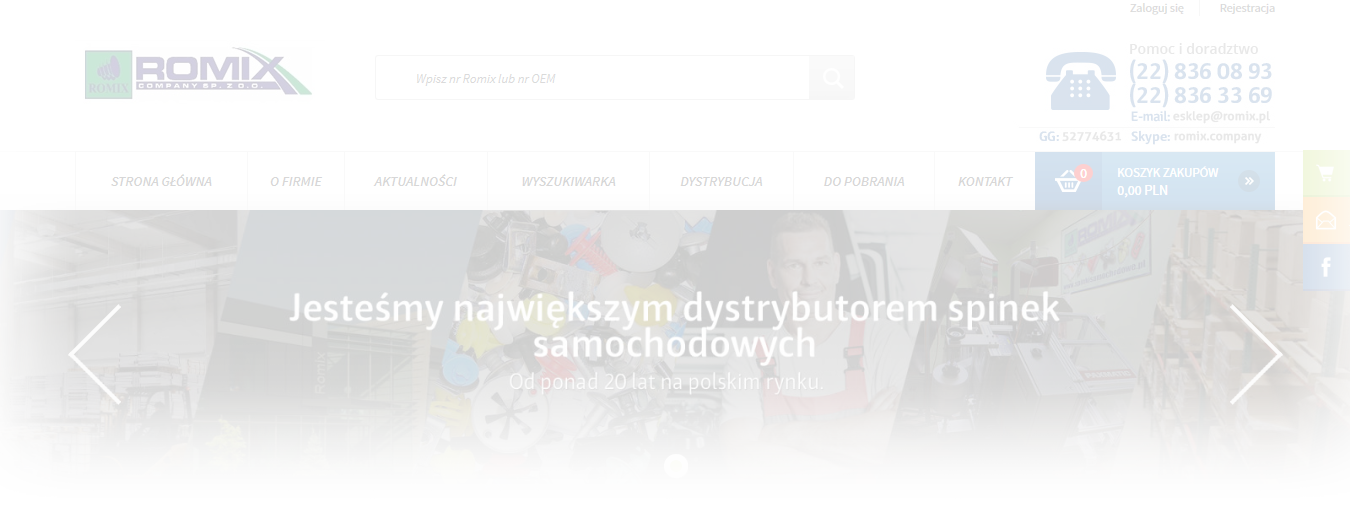 Zaloguj się
Rejestracja
ROMIX
ROMIX
COMPANY SP. Z O.O.
Wpisz nr Romix lub nr OEM
Pomoc i doradztwo
(22) 836 08 93
(22) 836 33 69
E-mail: esklep@romix.pl
GG: 52774631 Skype: romix.company
STRONA GŁÓWNA
O FIRMIE
AKTUALNOŚCI
WYSZUKIWARKA
DYSTRYBUCJA
DO POBRANIA
KONTAKT
0
KOSZYK ZAKUPÓW
0,00 PLN
Jesteśmy największym dystrybutorem spinek
samochodowych
Od ponad 20 lat na polskim rynku.
ROMIX